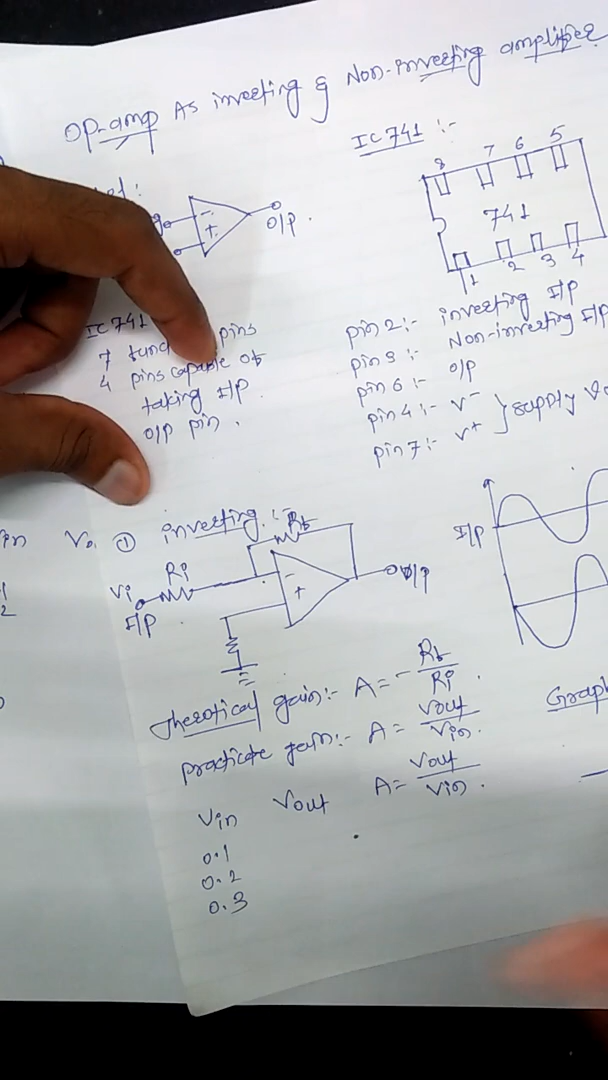 OP-amp As inverting & Non-inverting amplifier
IC 741 :-
8 7 6 5
741
1 2 3 4
-
+
O/P.
IC 741
7 pins
4 pins capable of
taking I/P.
O/P pin.
pin 2:- inverting I/P
pin 3:- Non-inverting I/P
pin 6:- O/P
pin 4:- V-
pin 7:- V+ } supply
V0
① inverting :-
Rf
Ri
Vi
I/P
-
+
O/P
I/P
Therotical gain:- A = - Rf/Ri.
practicle gain:- A = Vout/Vin.
Vin Vout A = Vout/Vin.
0.1
0.2
0.3
Graph